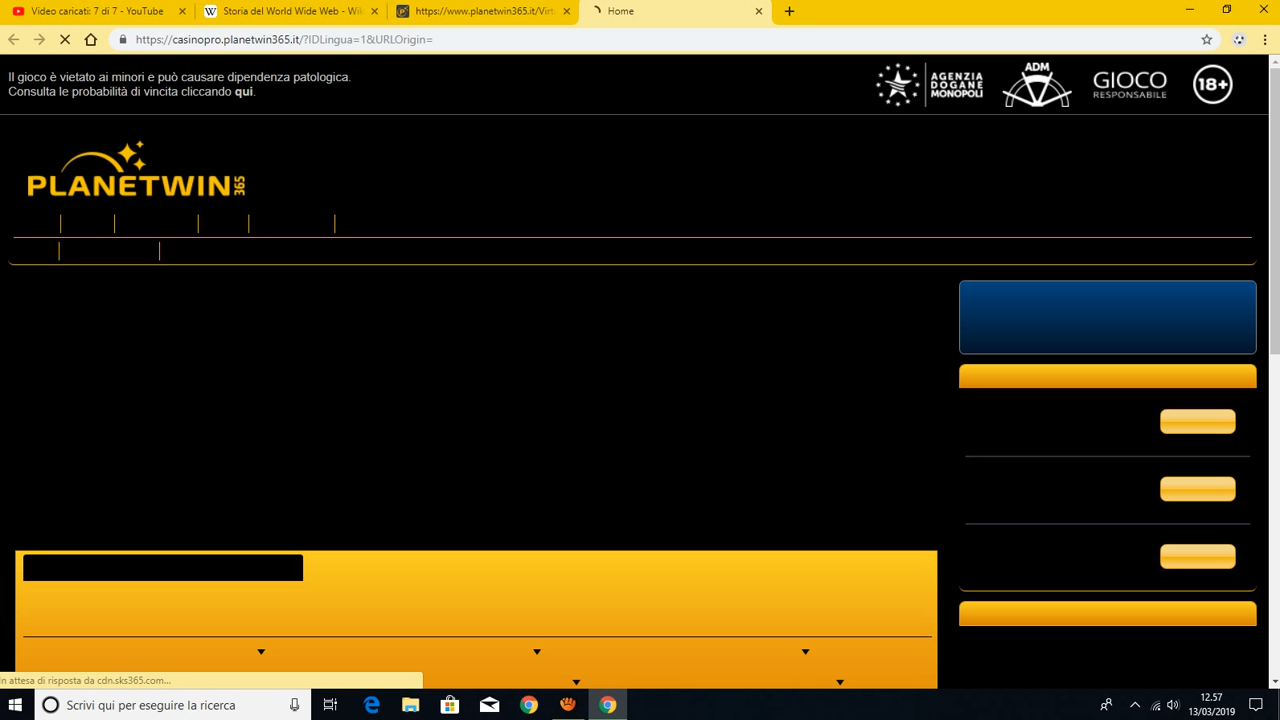 Video caricati: 7 di 7 - YouTube
Storia del World Wide Web - Wik
https://www.planetwin365.it/Virtu
Home
https://casinopro.planetwin365.it/?IDLingua=1&URLOrigin=
Il gioco è vietato ai minori e può causare dipendenza patologica.
Consulta le probabilità di vincita cliccando qui.
AGENZIA
DOGANE
MONOPOLI
ADM
GIOCO
RESPONSABILE
18+
PLANETWIN 365
In attesa di risposta da cdn.sks365.com...
Scrivi qui per eseguire la ricerca
12.57
13/03/2019